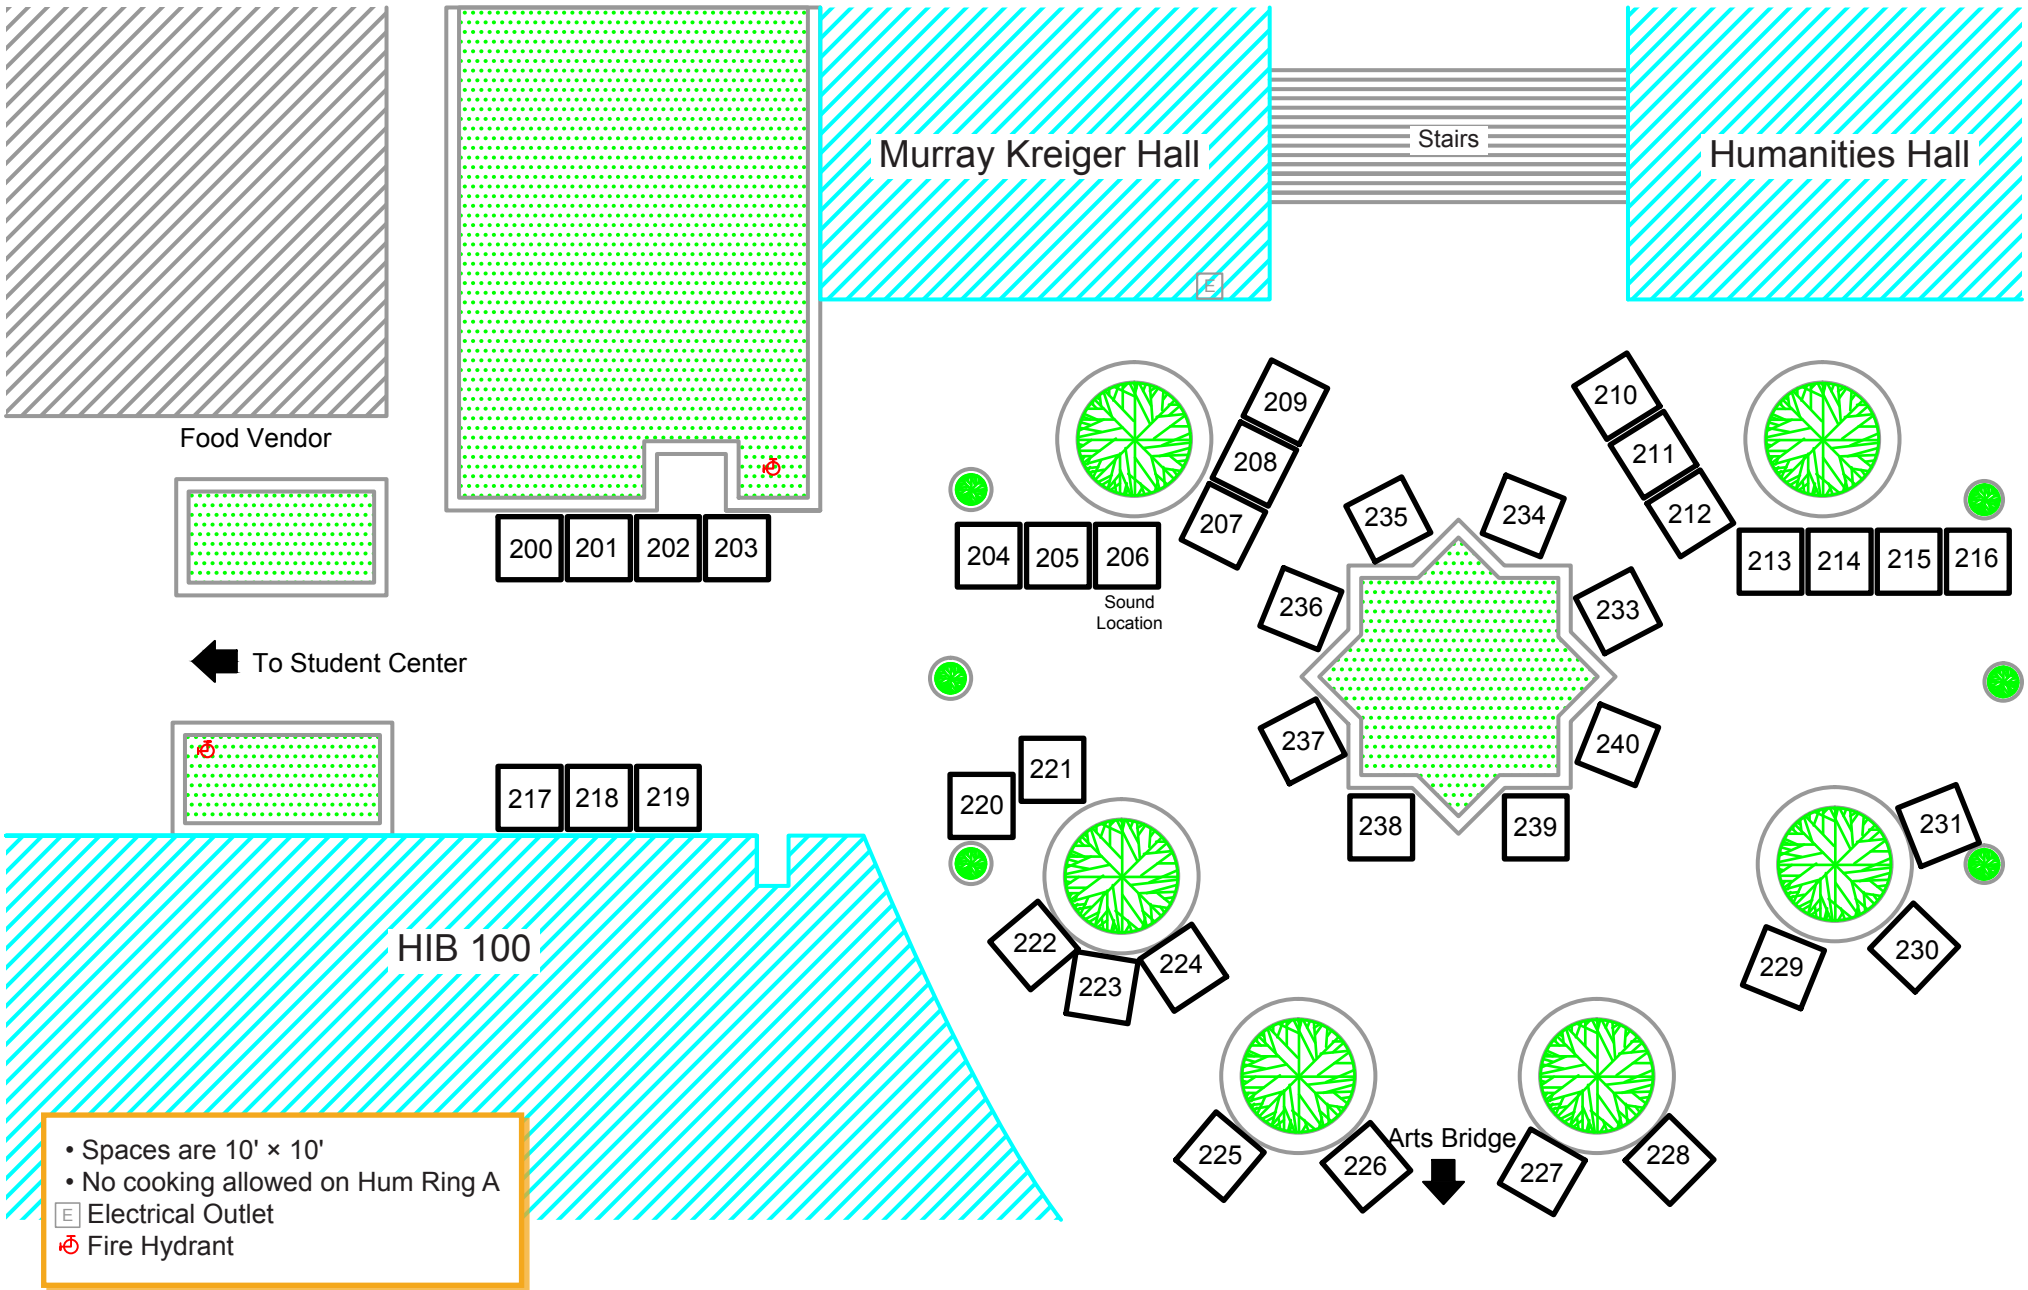 Murray Kreiger Hall
Stairs
Humanities Hall
E
Food Vendor
209
210
208
211
207
212
235
234
200
201
202
203
204
205
206
213
214
215
216
Sound
Location
236
233
To Student Center
237
240
221
220
217
218
219
238
239
231
HIB 100
222
223
224
229
230
Arts Bridge
225
226
227
228
• Spaces are 10' × 10'
• No cooking allowed on Hum Ring A
E Electrical Outlet
Fire Hydrant